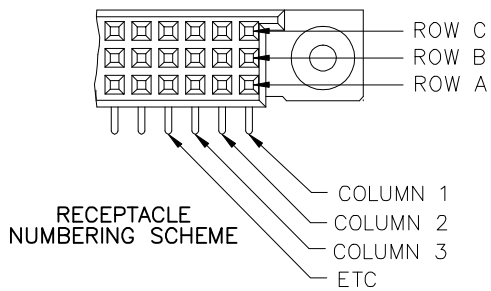 ROW C
ROW B
ROW A
COLUMN 1
COLUMN 2
COLUMN 3
ETC
RECEPTACLE
NUMBERING SCHEME